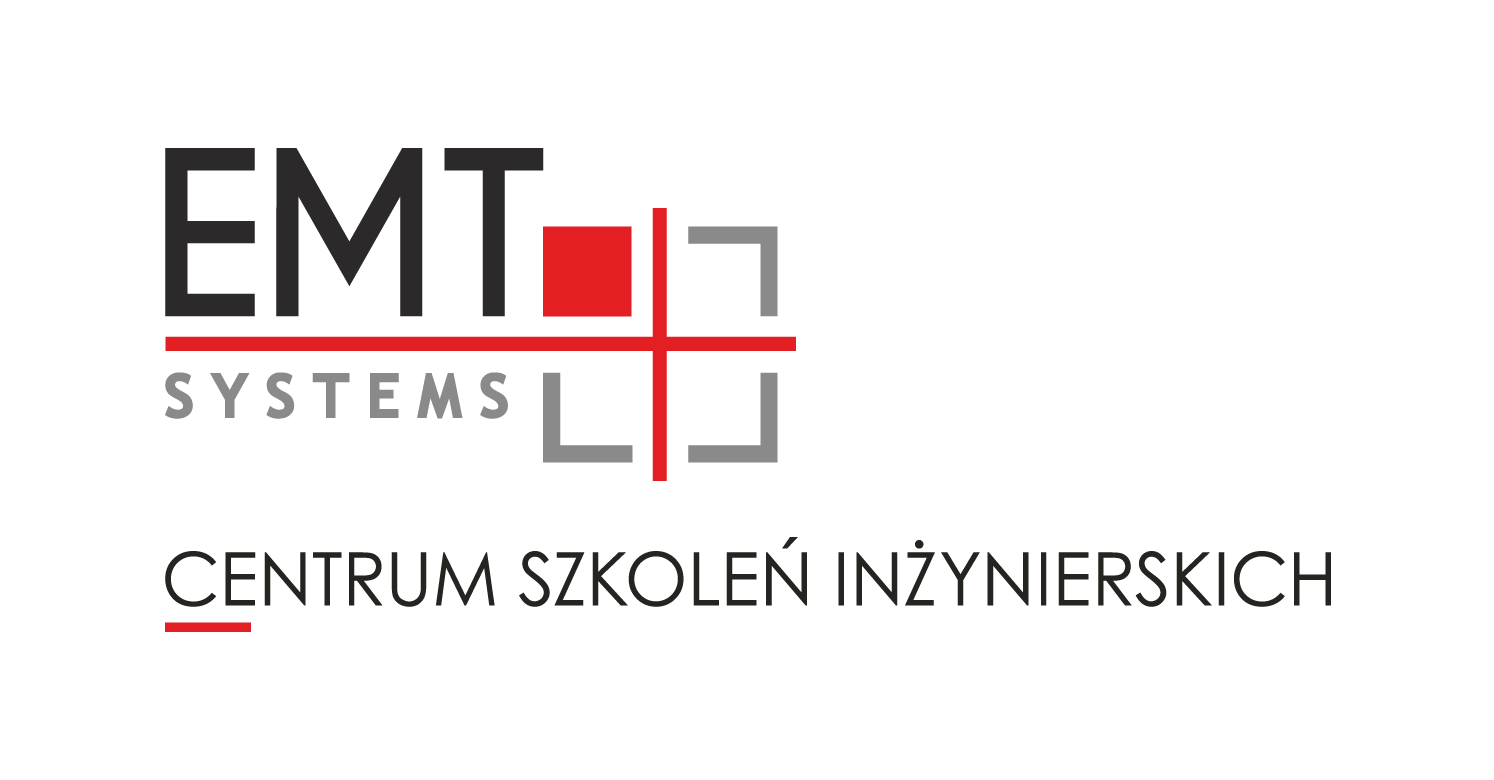 EMT
SYSTEMS
CENTRUM SZKOLEŃ INŻYNIERSKICH